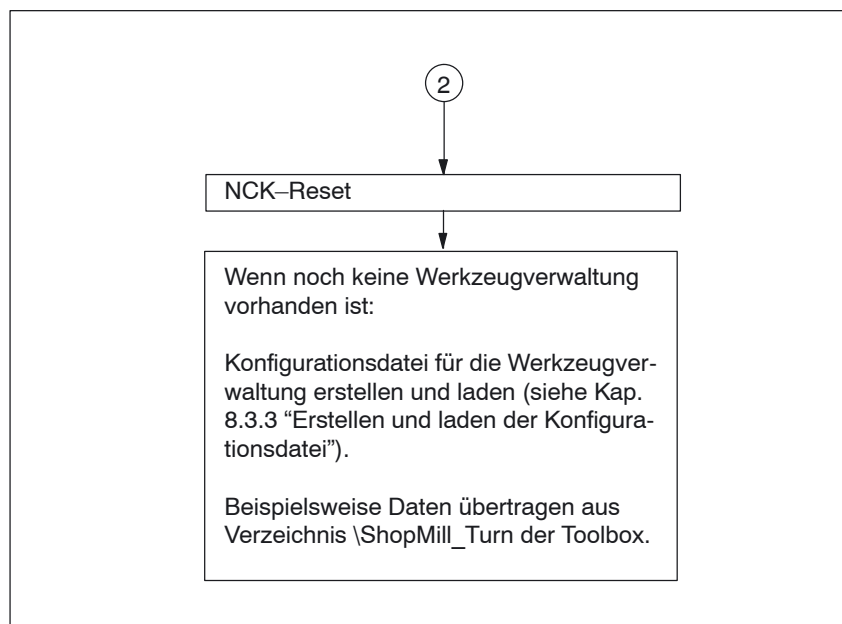 2
NCK–Reset
Wenn noch keine Werkzeugverwaltung
vorhanden ist:
Konfigurationsdatei für die Werkzeugver-
waltung erstellen und laden (siehe Kap.
8.3.3 “Erstellen und laden der Konfigura-
tionsdatei”).
Beispielsweise Daten übertragen aus
Verzeichnis \ShopMill_Turn der Toolbox.